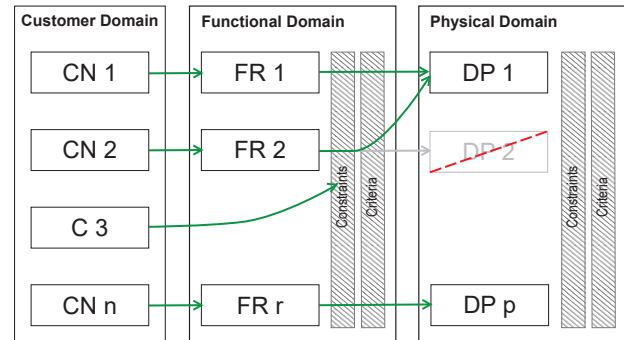 Customer Domain
Functional Domain
Physical Domain
CN 1
FR 1
DP 1
CN 2
FR 2
DP 2
C 3
CN n
FR r
DP p
Constraints
Criteria
Constraints
Criteria